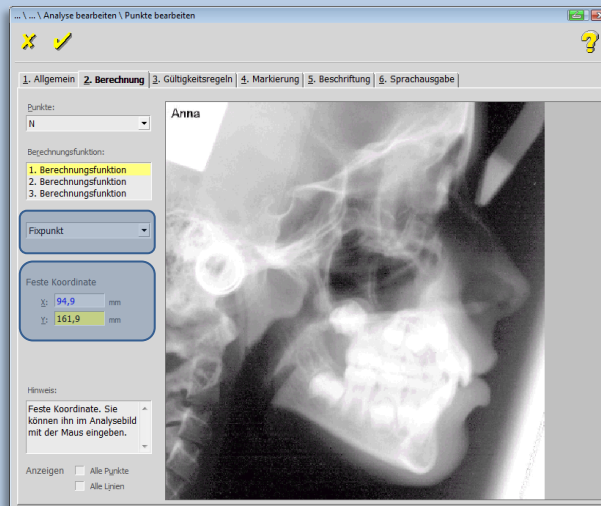 ... \ ... \ Analyse bearbeiten \ Punkte bearbeiten
1. Allgemein 2. Berechnung 3. Gültigkeitsregeln 4. Markierung 5. Beschriftung 6. Sprachausgabe
Punkte:
N
Berechnungsfunktion:
1. Berechnungsfunktion
2. Berechnungsfunktion
3. Berechnungsfunktion
Fixpunkt
Feste Koordinate
X: 94,9 mm
Y: 161,9 mm
Hinweis:
Feste Koordinate. Sie
können ihn im Analysebild
mit der Maus eingeben.
Anzeigen Alle Punkte
Alle Linien
Anna